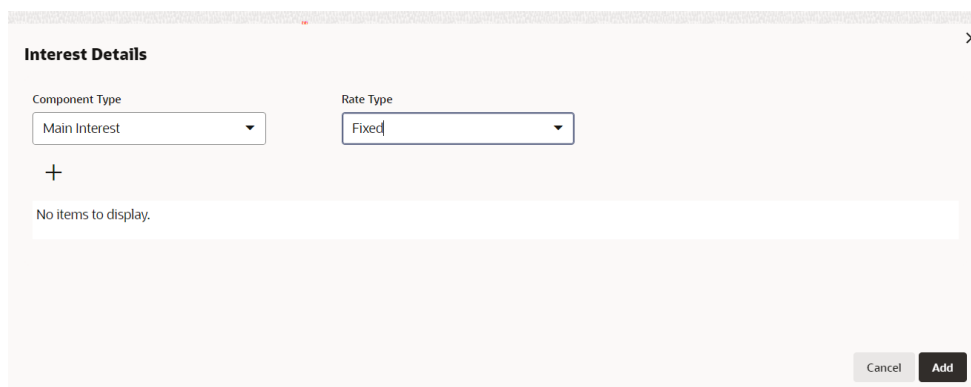 Interest Details
Component Type Rate Type
Main Interest Fixed
No items to display.
Cancel Add